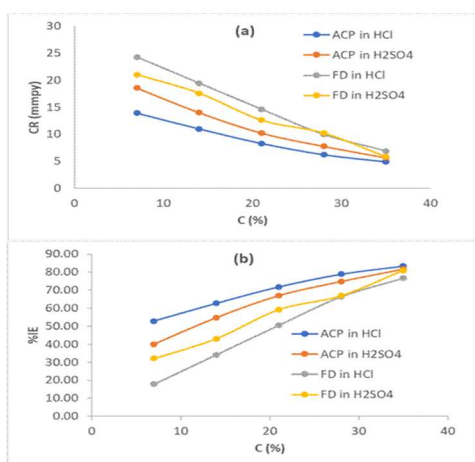 (a)
30
25
20
15
10
5
0
CR (mmpy)
ACP in HCl
ACP in H2SO4
FD in HCl
FD in H2SO4
0 10 20 30 40
C (%)
(b)
90.00
80.00
70.00
60.00
50.00
40.00
30.00
20.00
10.00
0.00
%IE
ACP in HCl
ACP in H2SO4
FD in HCl
FD in H2SO4
0 10 20 30 40
C (%)